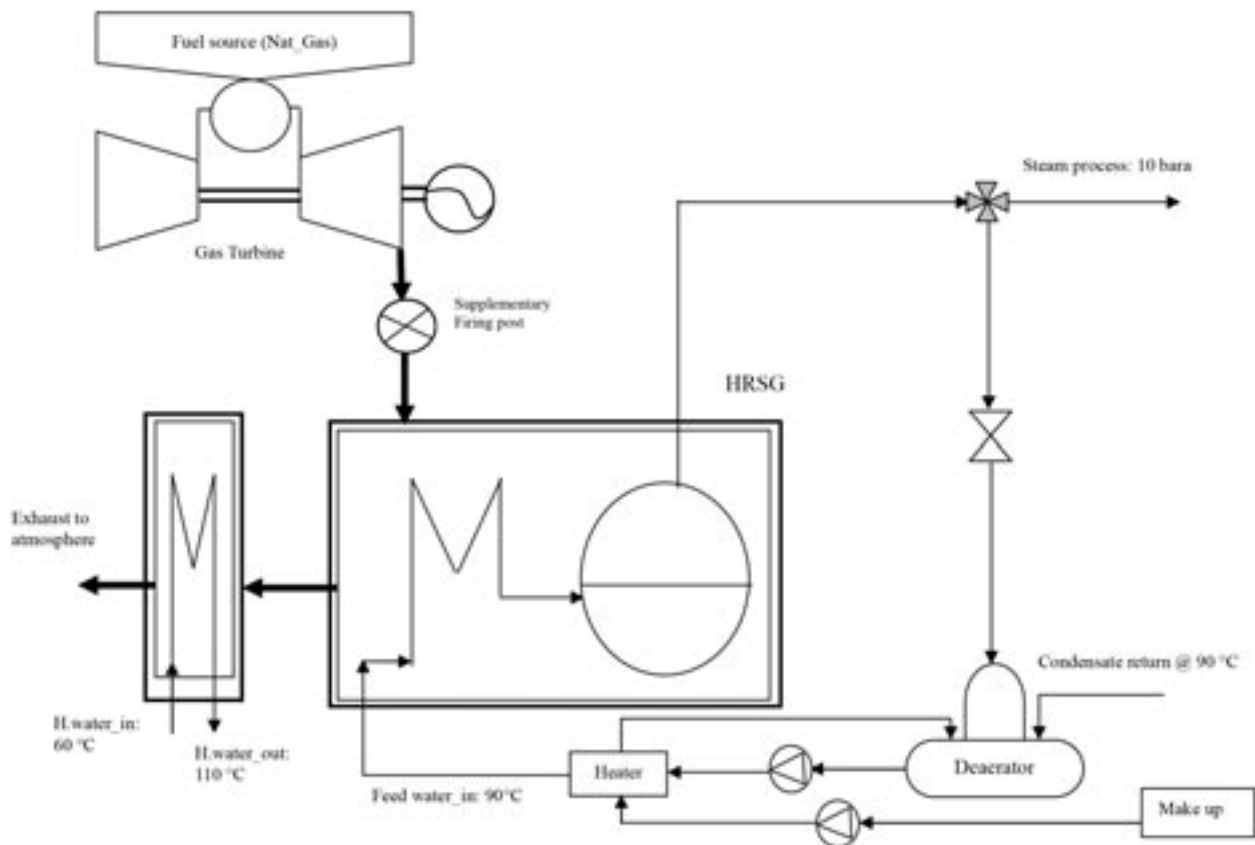 Fuel source (Nat_Gas)
Steam process: 10 bara
Gas Turbine
Supplementary
Firing post
HRSG
Exhaust to
atmosphere
Condensate return @ 90 °C
H.water_in:
60 °C
H.water_out:
110 °C
Heater
Deaerator
Feed water_in: 90°C
Make up